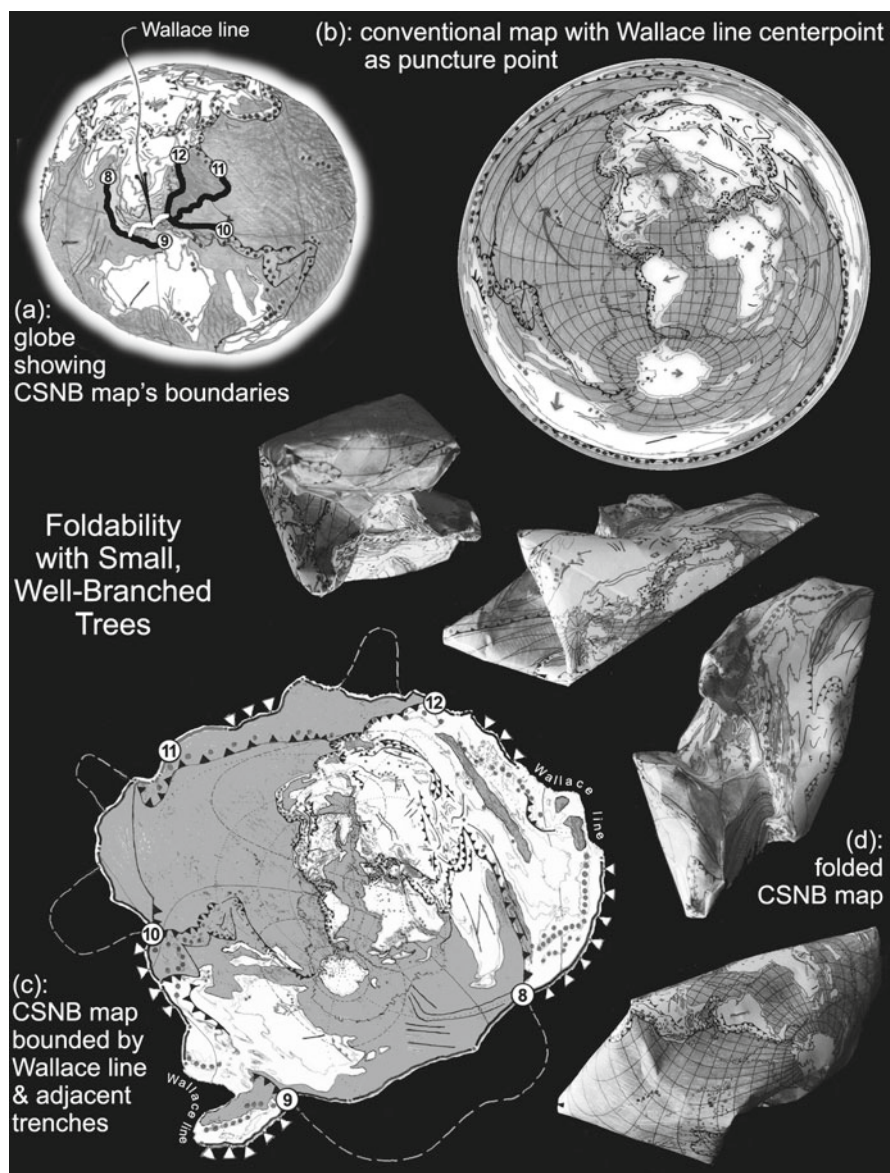 Wallace line
(b): conventional map with Wallace line centerpoint
as puncture point
12
8
11
10
9
(a):
globe
showing
CSNB map's boundaries
Foldability
with Small,
Well-Branched
Trees
12
11
Wallace line
(d):
folded
CSNB map
10
8
(c):
CSNB map
bounded by
Wallace line
& adjacent
trenches
Wallace line
9